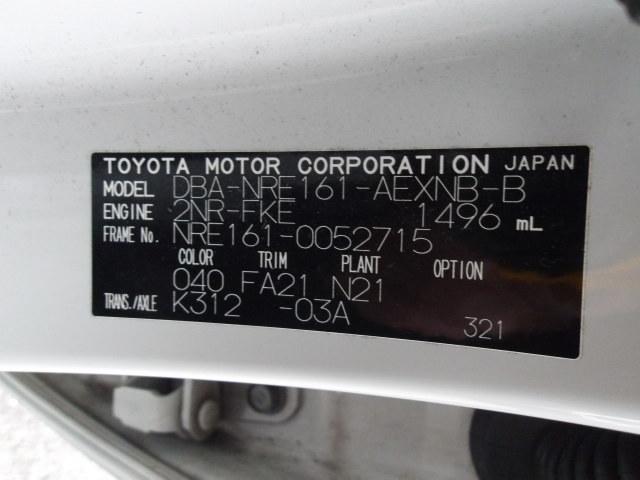 TOYOTA MOTOR CORPORATION JAPAN
MODEL DBA-NRE161-AEXNB-B
ENGINE 2NR-FKE 1496 mL
FRAME No. NRE161-0052715
COLOR TRIM PLANT OPTION
040 FA21 N21
TRANS./AXLE K312 -03A
321